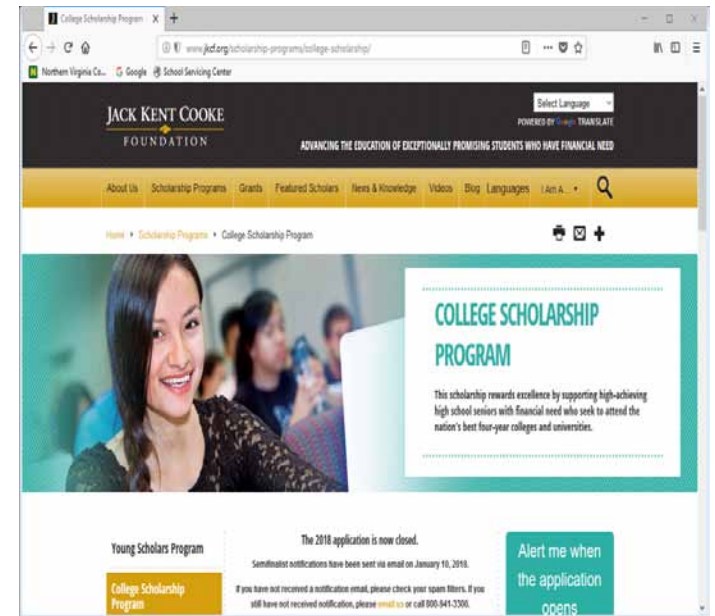 College Scholarship Program
www.jkcf.org/scholarship-programs/college-scholarship/
Northern Virginia Co... Google School Servicing Center
Select Language
JACK KENT COOKE
FOUNDATION
POWERED BY Google TRANSLATE
ADVANCING THE EDUCATION OF EXCEPTIONALLY PROMISING STUDENTS WHO HAVE FINANCIAL NEED
About Us Scholarship Programs Grants Featured Scholars News & Knowledge Videos Blog Languages I Am A...
Home Scholarship Programs College Scholarship Program
COLLEGE SCHOLARSHIP
PROGRAM
This scholarship rewards excellence by supporting high-achieving
high school seniors with financial need who seek to attend the
nation's best four-year colleges and universities.
Young Scholars Program
College Scholarship
Program
The 2018 application is now closed.
Semifinalist notifications have been sent via email on January 10, 2018.
If you have not received a notification email, please check your spam filters. If you
still have not received notification, please email us or call 800-941-3300.
Alert me when
the application
opens